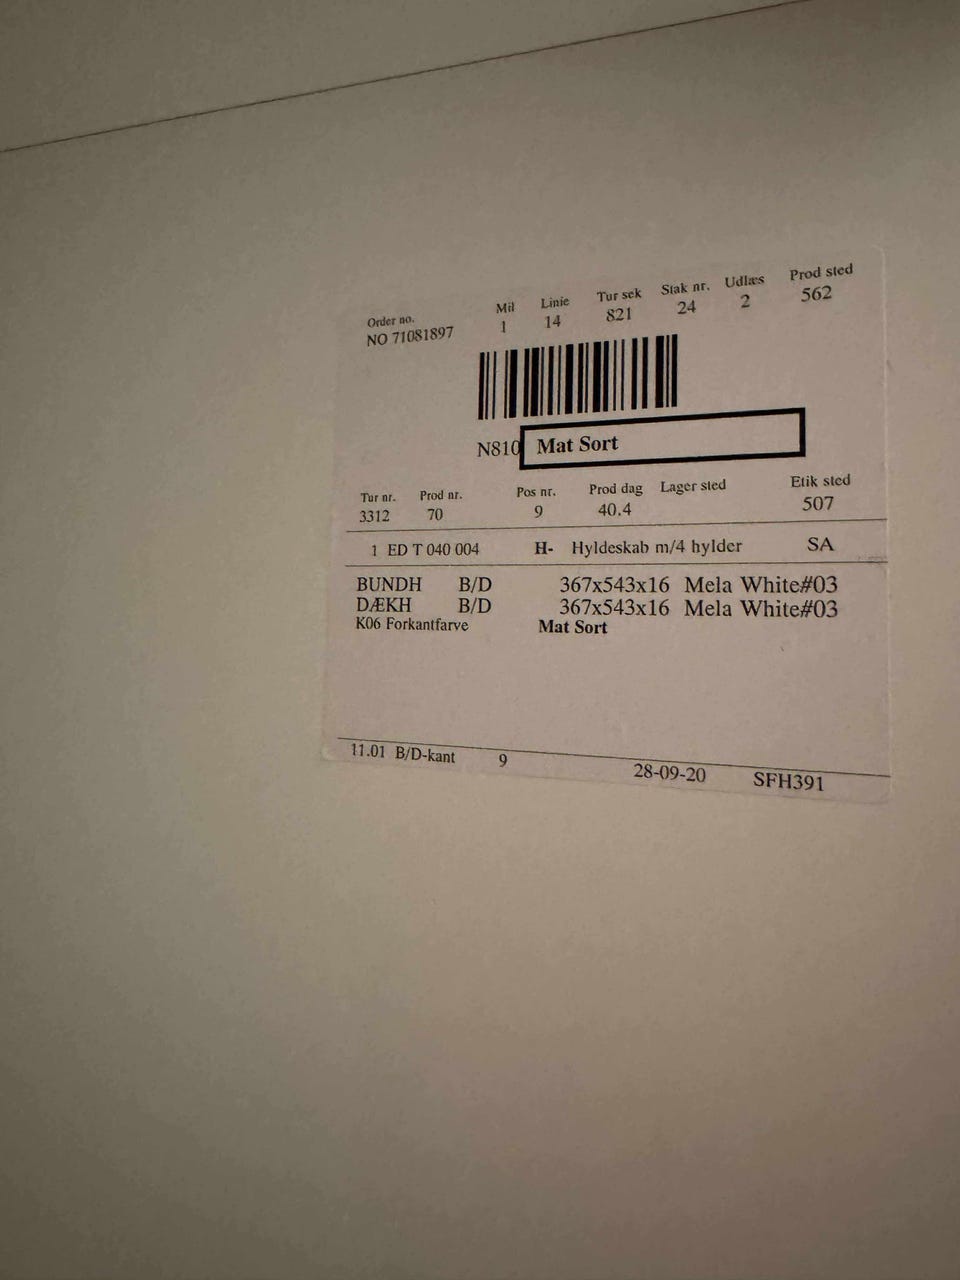 Order no. Mil Linie Tur sek Stak nr. Udlæs Prod sted
NO 71081897 1 14 821 24 2 562
N810 Mat Sort
Tur nr. Prod nr. Pos nr. Prod dag Lager sted Etik sted
3312 70 9 40.4 507
1 ED T 040 004 H- Hyldeskab m/4 hylder SA
BUNDH B/D 367x543x16 Mela White#03
DÆKH B/D 367x543x16 Mela White#03
K06 Forkantfarve Mat Sort
11.01 B/D-kant 9 28-09-20 SFH391